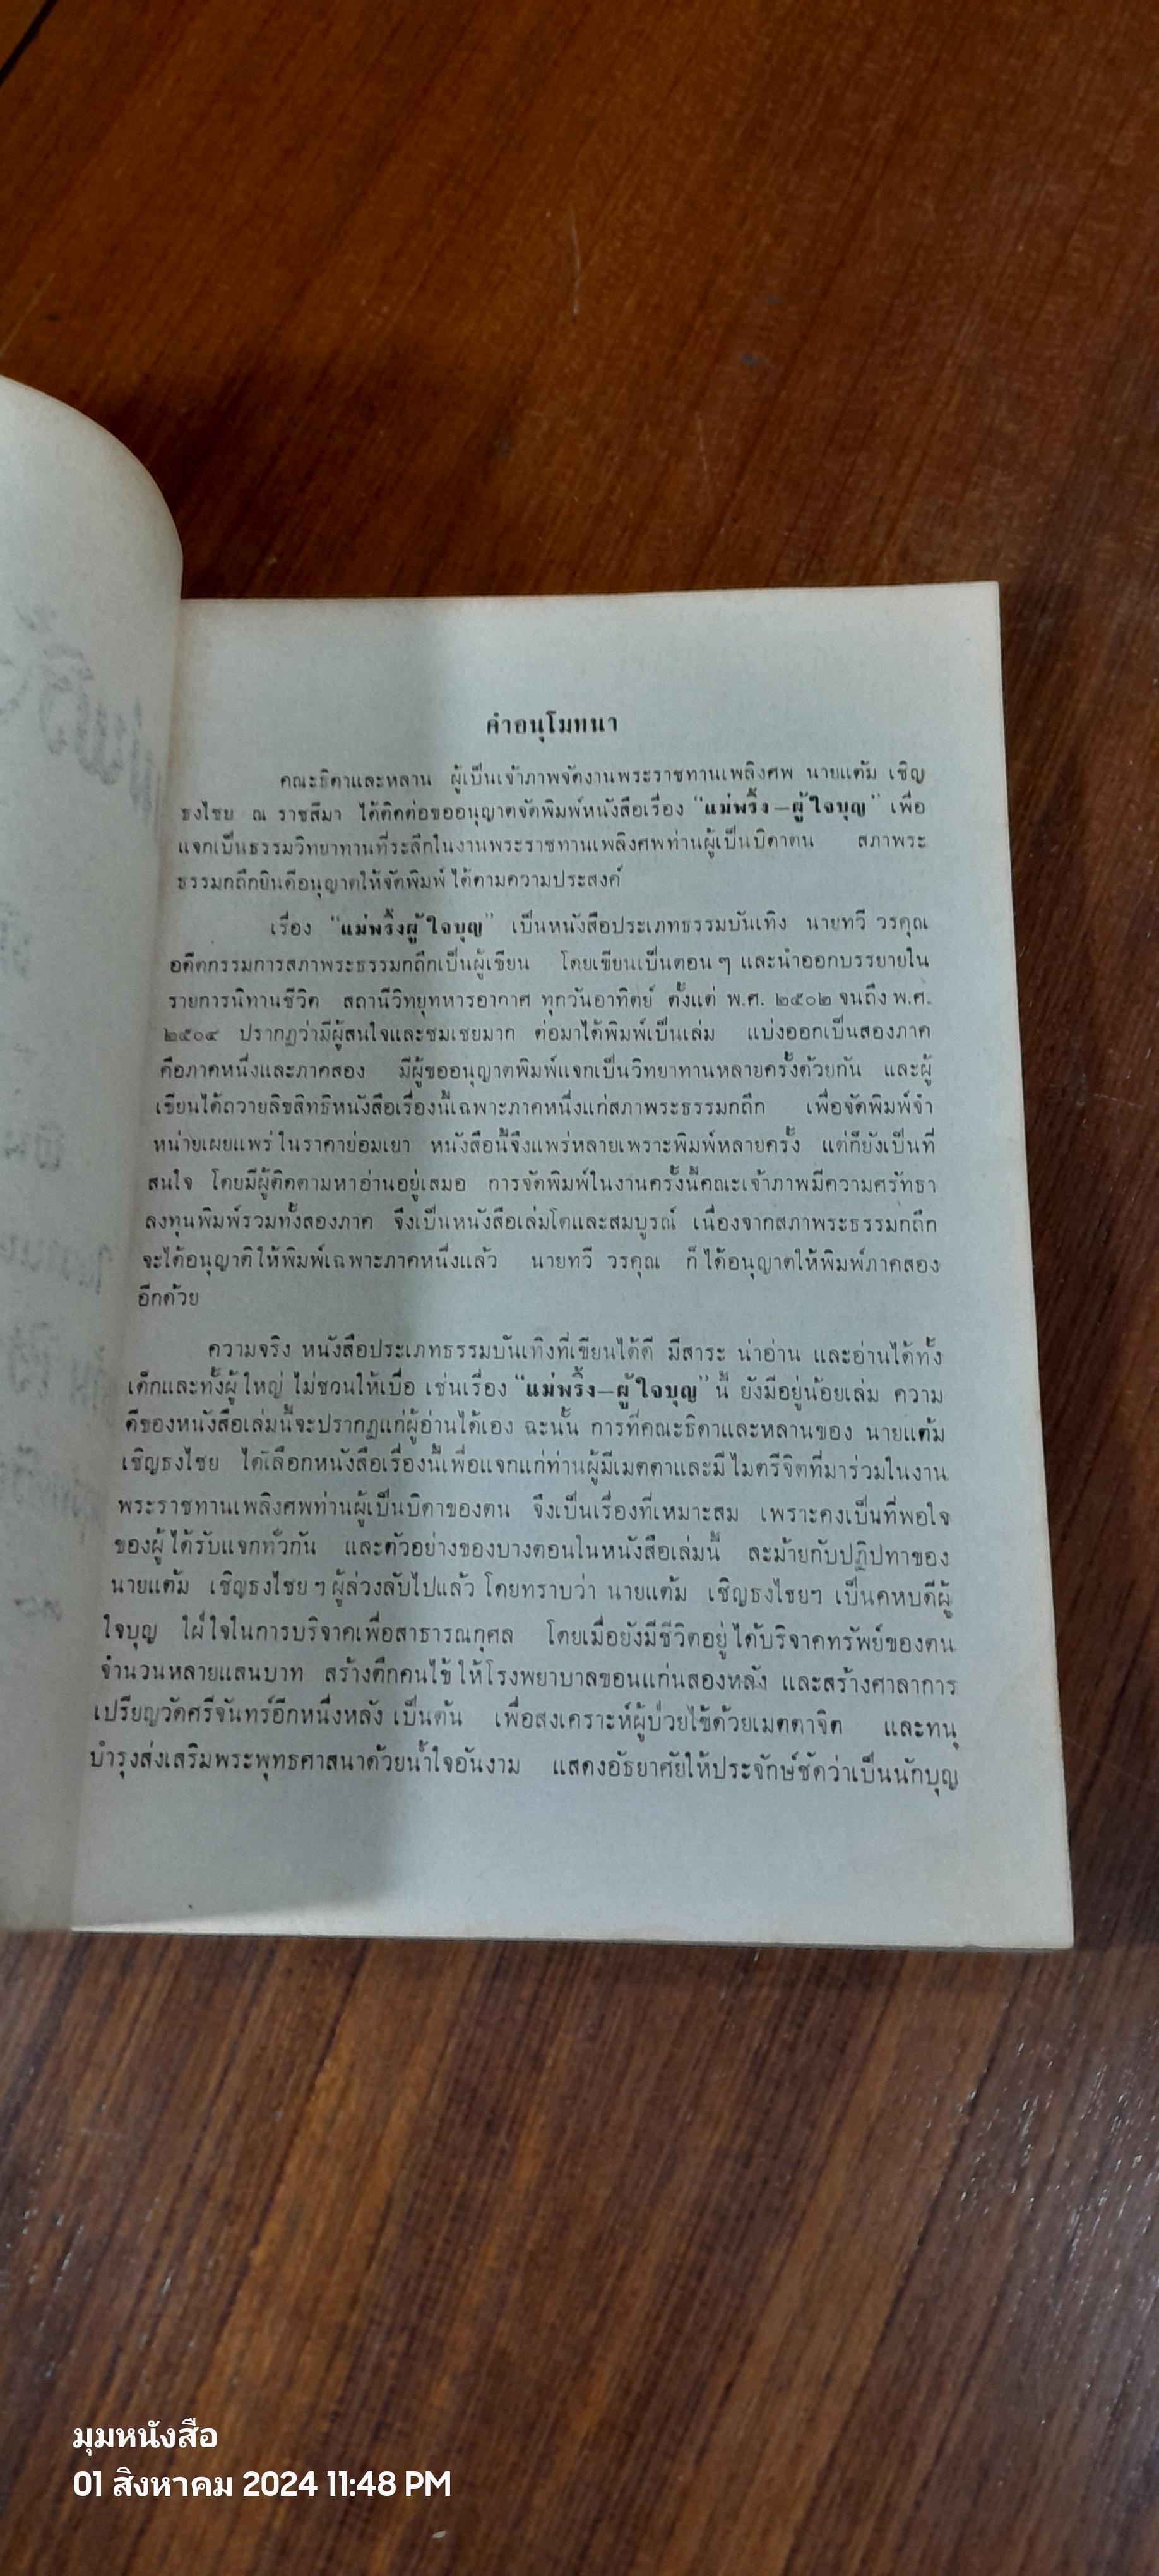 คำอนุโมทนา
คณะธิดาและหลาน ผู้เป็นเจ้าภาพจัดงานพระราชทานเพลิงศพ นายแต้ม เชิญ
ธงไชย ณ ราชสีมา ได้ติดต่อขออนุญาตจัดพิมพ์หนังสือเรื่อง “แม่พริ้ง—ผู้ใจบุญ” เพื่อ
แจกเป็นธรรมวิทยาทานที่ระลึกในงานพระราชทานเพลิงศพท่านผู้เป็นบิดาตน สภาพระ
ธรรมกถึกยินดีอนุญาตให้จัดพิมพ์ได้ตามความประสงค์
เรื่อง “แม่พริ้งผู้ใจบุญ” เป็นหนังสือประเภทธรรมบันเทิง นายทวี วรคุณ
อดีตกรรมการสภาพระธรรมกถึกเป็นผู้เขียน โดยเขียนเป็นตอน ๆ และนำออกบรรยายใน
รายการนิทานชีวิต สถานีวิทยุทหารอากาศ ทุกวันอาทิตย์ ตั้งแต่ พ.ศ. ๒๕๐๒ จนถึง พ.ศ.
๒๕๐๔ ปรากฏว่ามีผู้สนใจและชมเชยมาก ต่อมาได้พิมพ์เป็นเล่ม แบ่งออกเป็นสองภาค
คือภาคหนึ่งและภาคสอง มีผู้ขออนุญาตพิมพ์แจกเป็นวิทยาทานหลายครั้งด้วยกัน และผู้
เขียนได้ถวายลิขสิทธิหนังสือเรื่องนี้เฉพาะภาคหนึ่งแก่สภาพระธรรมกถึก เพื่อจัดพิมพ์จำ
หน่ายเผยแพร่ในราคาย่อมเยา หนังสือนี้จึงแพร่หลายเพราะพิมพ์หลายครั้ง แต่ก็ยังเป็นที่
สนใจ โดยมีผู้ติดตามหาอ่านอยู่เสมอ การจัดพิมพ์ในงานครั้งนี้คณะเจ้าภาพมีความศรัทธา
ลงทุนพิมพ์รวมทั้งสองภาค จึงเป็นหนังสือเล่มโตและสมบูรณ์ เนื่องจากสภาพระธรรมกถึก
จะได้อนุญาติให้พิมพ์เฉพาะภาคหนึ่งแล้ว นายทวี วรคุณ ก็ได้อนุญาตให้พิมพ์ภาคสอง
อีกด้วย
ความจริง หนังสือประเภทธรรมบันเทิงที่เขียนได้ดี มีสาระ น่าอ่าน และอ่านได้ทั้ง
เด็กและทั้งผู้ใหญ่ ไม่ชวนให้เบื่อ เช่นเรื่อง “แม่พริ้ง—ผู้ใจบุญ” นี้ ยังมีอยู่น้อยเล่ม ความ
ดีของหนังสือเล่มนี้จะปรากฏแก่ผู้อ่านได้เอง ฉะนั้น การที่คณะธิดาและหลานของ นายแต้ม
เชิญธงไชย ได้เลือกหนังสือเรื่องนี้เพื่อแจกแก่ท่านผู้มีเมตตาและมีไมตรีจิตที่มาร่วมในงาน
พระราชทานเพลิงศพท่านผู้เป็นบิดาของตน จึงเป็นเรื่องที่เหมาะสม เพราะคงเป็นที่พอใจ
ของผู้ได้รับแจกทั่วกัน และตัวอย่างของบางตอนในหนังสือเล่มนี้ ละม้ายกับปฏิปทาของ
นายแต้ม เชิญธงไชย ฯ ผู้ล่วงลับไปแล้ว โดยทราบว่า นายแต้ม เชิญธงไชยฯ เป็นคหบดีผู้
ใจบุญ ใฝ่ใจในการบริจาคเพื่อสาธารณกุศล โดยเมื่อยังมีชีวิตอยู่ได้บริจาคทรัพย์ของตน
จำนวนหลายแสนบาท สร้างตึกคนไข้ให้โรงพยาบาลขอนแก่นสองหลัง และสร้างศาลาการ
เปรียญวัดศรีจันทร์อีกหนึ่งหลัง เป็นต้น เพื่อสงเคราะห์ผู้ป่วยไข้ด้วยเมตตาจิต และทนุ
บำรุงส่งเสริมพระพุทธศาสนาด้วยน้ำใจอันงาม แสดงอัธยาศัยให้ประจักษ์ชัดว่าเป็นนักบุญ
มุมหนังสือ
01 สิงหาคม 2024 11:48 PM